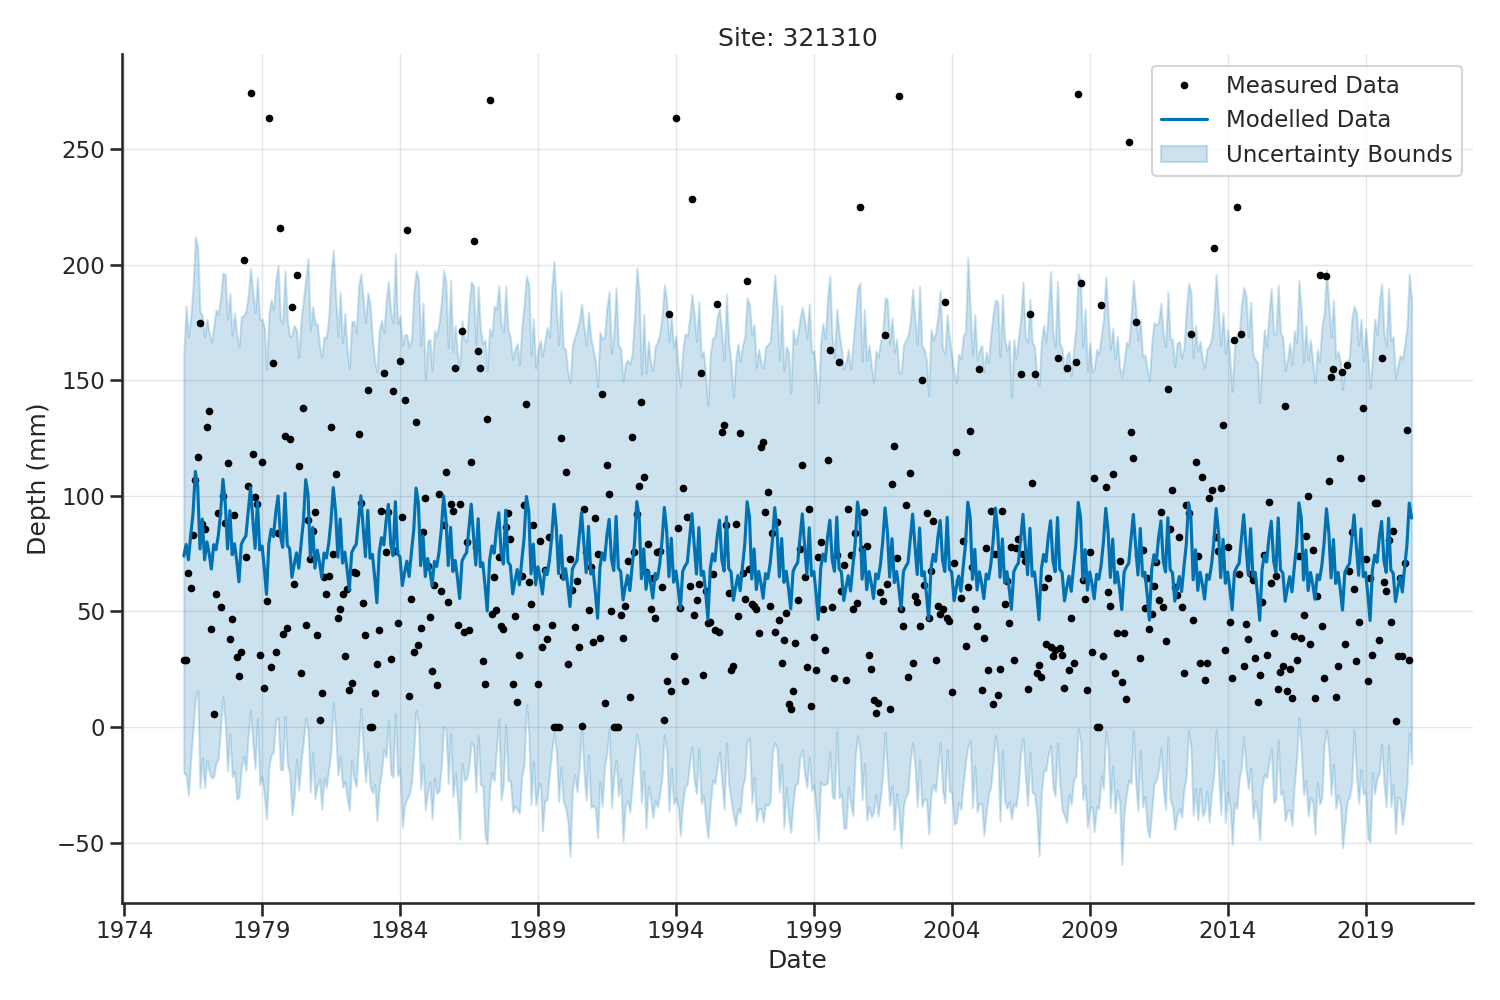 Site: 321310
Measured Data
Modelled Data
Uncertainty Bounds
Depth (mm)
250
200
150
100
50
0
−50
1974 1979 1984 1989 1994 1999 2004 2009 2014 2019
Date